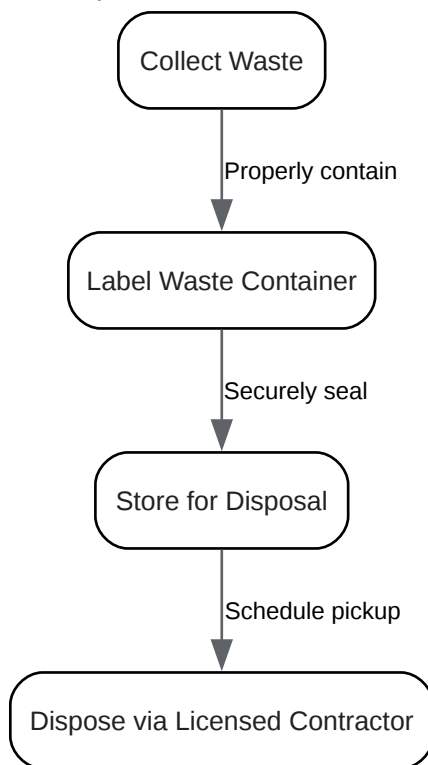 Collect Waste
Properly contain
Label Waste Container
Securely seal
Store for Disposal
Schedule pickup
Dispose via Licensed Contractor